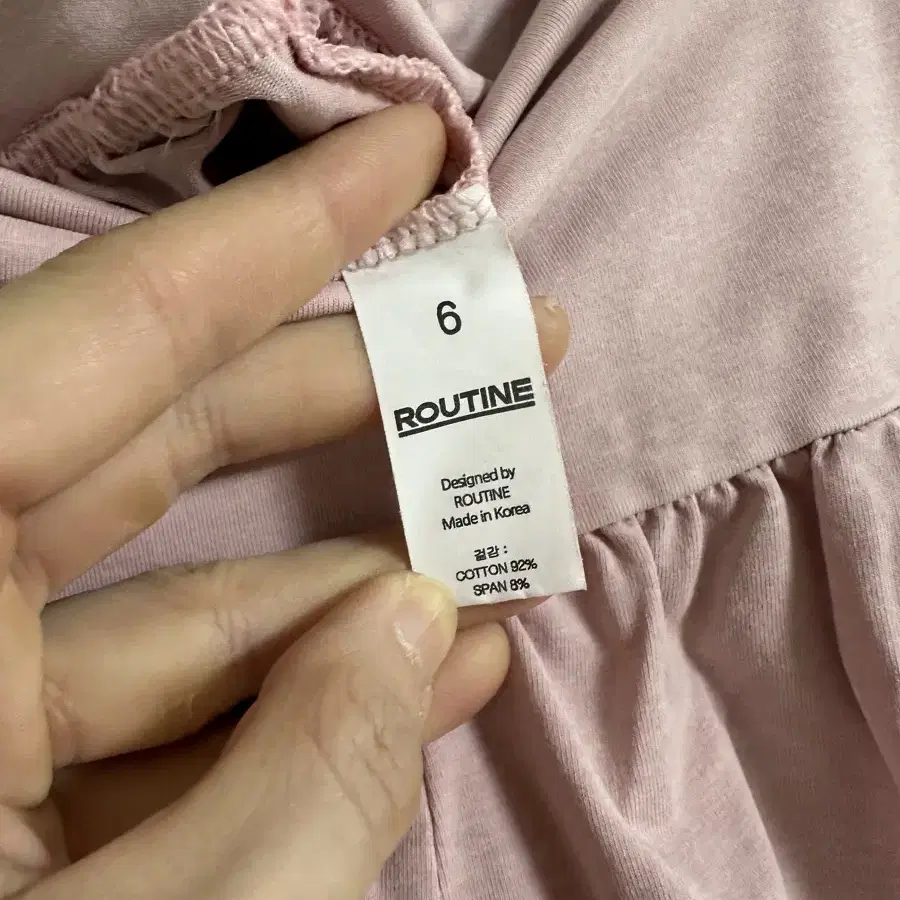 6
ROUTINE
Designed by
ROUTINE
Made in Korea
겉감 :
COTTON 92%
SPAN 8%